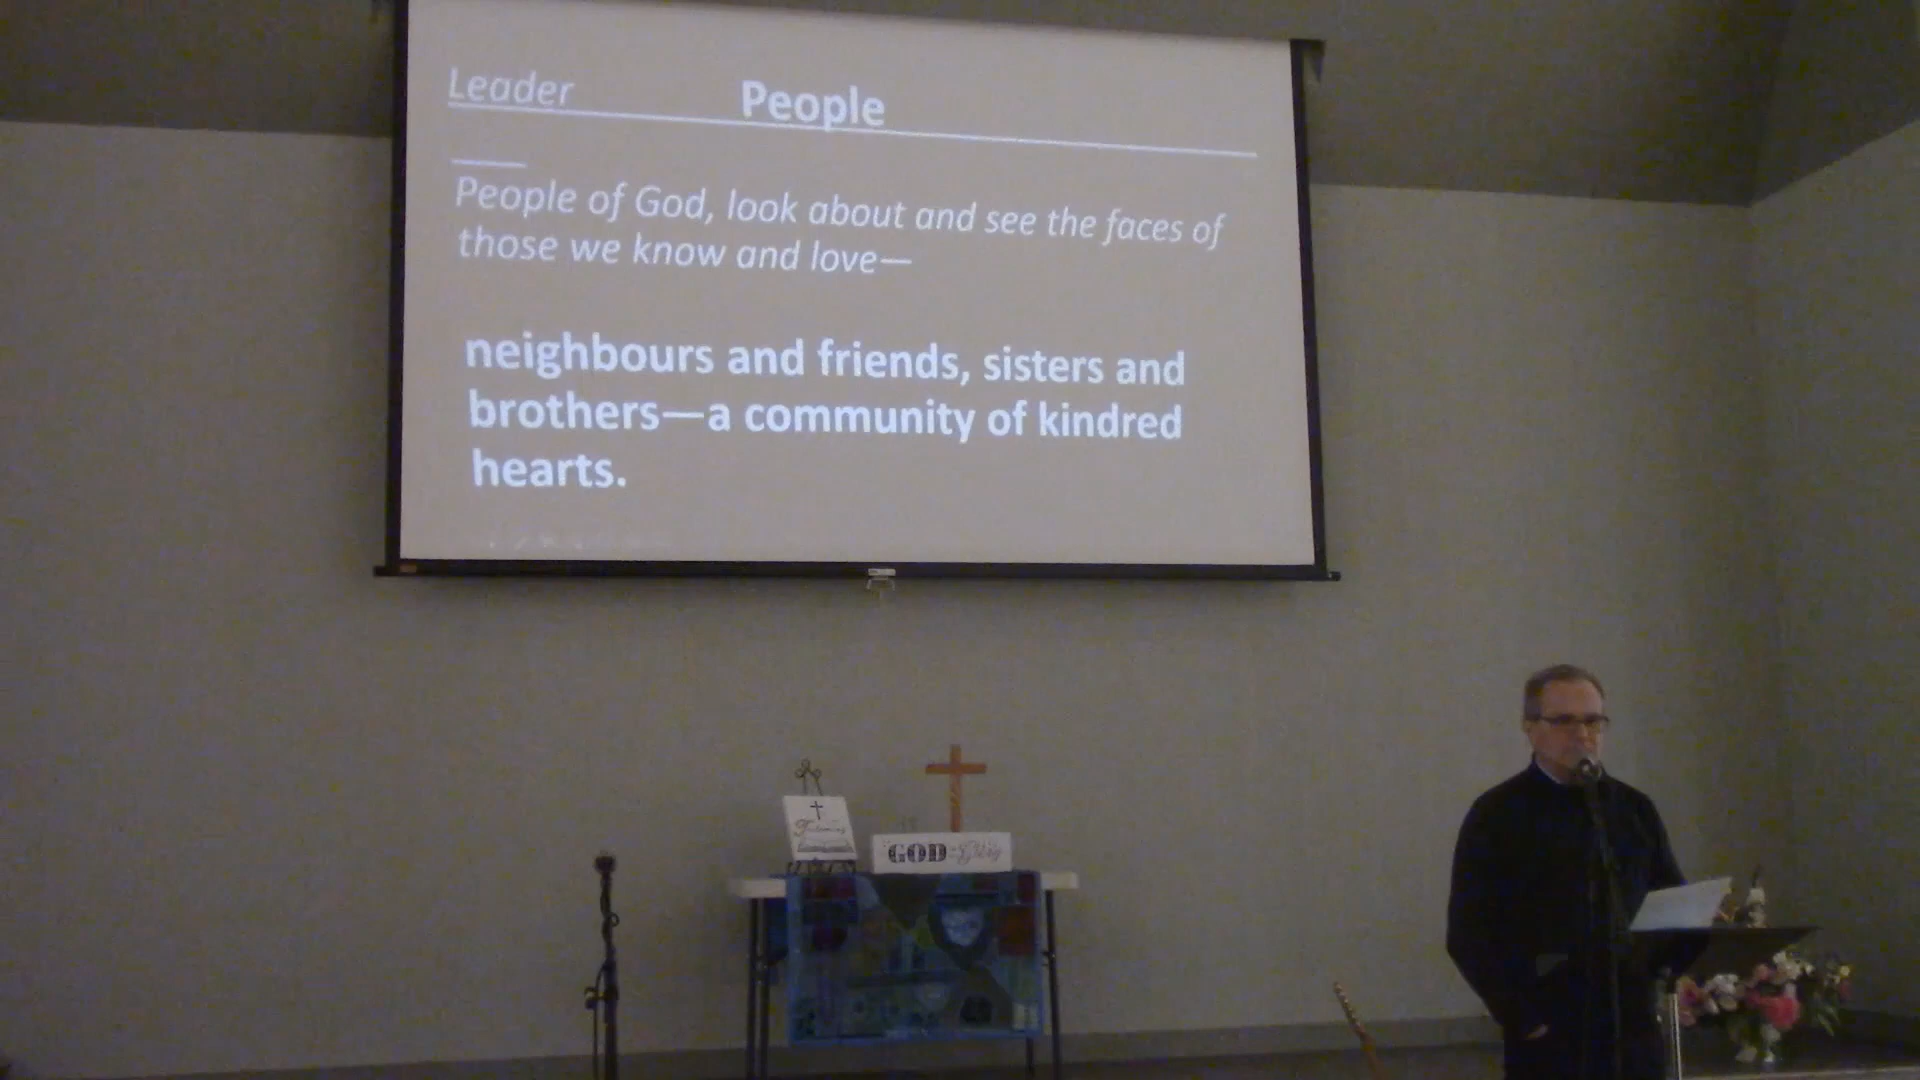 Leader People
People of God, look about and see the faces of
those we know and love—
neighbours and friends, sisters and
brothers—a community of kindred
hearts.
GOD